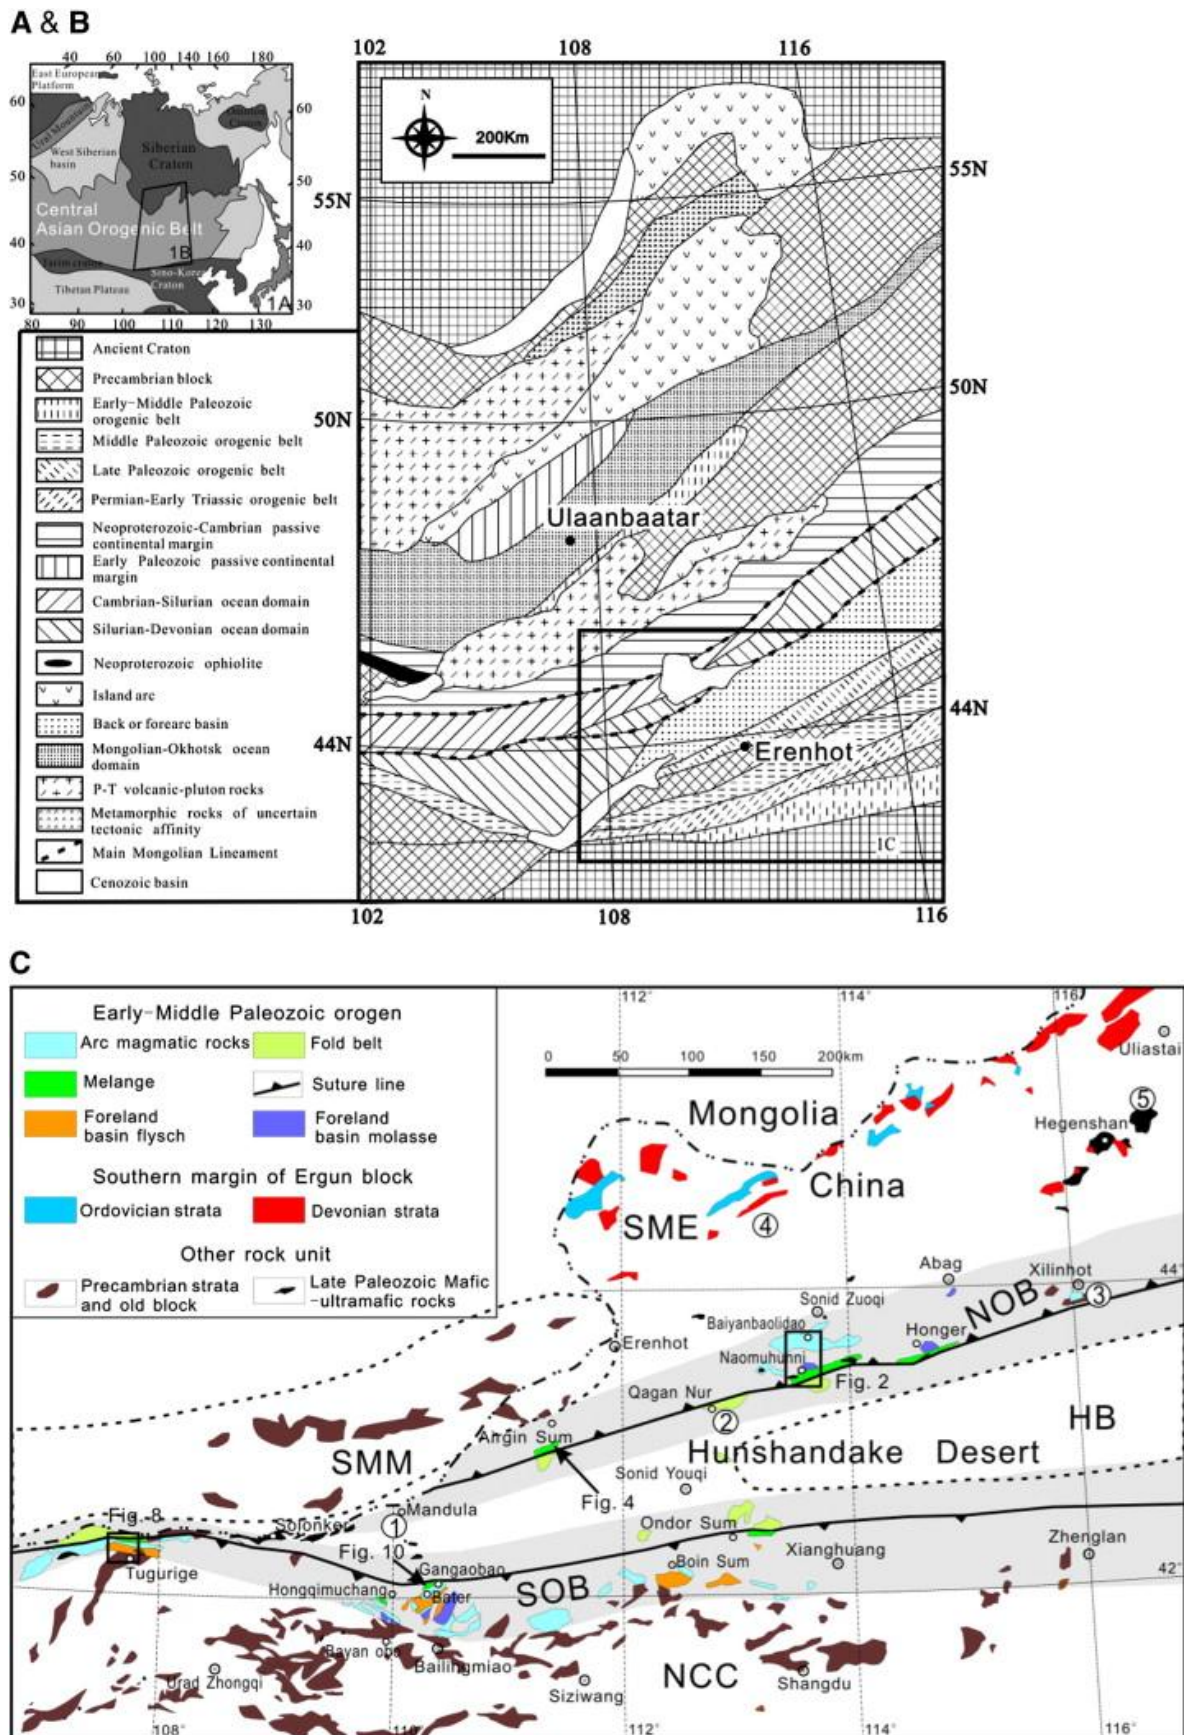 A & B
40 60 100 140 160 180
East European
Platform
60
Ural Mountains
West Siberian
basin
Siberian
Craton
60
50
50
Central
Asian Orogenic Belt
40
40
1B
Tarim craton
Sino-Korea
Craton
Tibetan Plateau
30
1A
30
80 90 100 110 120 130
102 108 116
N
200Km
55N
55N
50N
50N
Ulaanbaatar
44N
44N
Erenhot
1C
102 108 116
Ancient Craton
Precambrian block
Early-Middle Paleozoic
orogenic belt
Middle Paleozoic orogenic belt
Late Paleozoic orogenic belt
Permian-Early Triassic orogenic belt
Neoproterozoic-Cambrian passive
continental margin
Early Paleozoic passive continental
margin
Cambrian-Silurian ocean domain
Silurian-Devonian ocean domain
Neoproterozoic ophiolite
Island arc
Back or forearc basin
Mongolian-Okhotsk ocean
domain
P-T volcanic-pluton rocks
Metamorphic rocks of uncertain
tectonic affinity
Main Mongolian Lineament
Cenozoic basin
C
Early-Middle Paleozoic orogen
Arc magmatic rocks
Fold belt
Melange
Suture line
Foreland
basin flysch
Foreland
basin molasse
Southern margin of Ergun block
Ordovician strata
Devonian strata
Other rock unit
Precambrian strata
and old block
Late Paleozoic Mafic
-ultramafic rocks
112° 114° 116°
0 50 100 150 200km
Uliastai
Mongolia
⑤
Hegenshan
China
SME
④
Abag
Xilinhot
44°
Sonid Zuoqi
NOB
③
Baiyanbaolidao
Erenhot
Honger
Naomuhunni
Fig. 2
Qagan Nur
②
HB
Airgin Sum
Hunshandake Desert
SMM
Sonid Youqi
Fig. 4
Mandula
Fig. 8
Solonker
①
Ondor Sum
Zhenglan
Fig. 10
Xianghuang
Tugurige
Gangaobao
Boin Sum
42°
Hongqimuchang
Bater
SOB
Bayan obo
Bailingmiao
NCC
Urad Zhongqi
Siziwang
Shangdu
108° 110° 112° 114° 116°